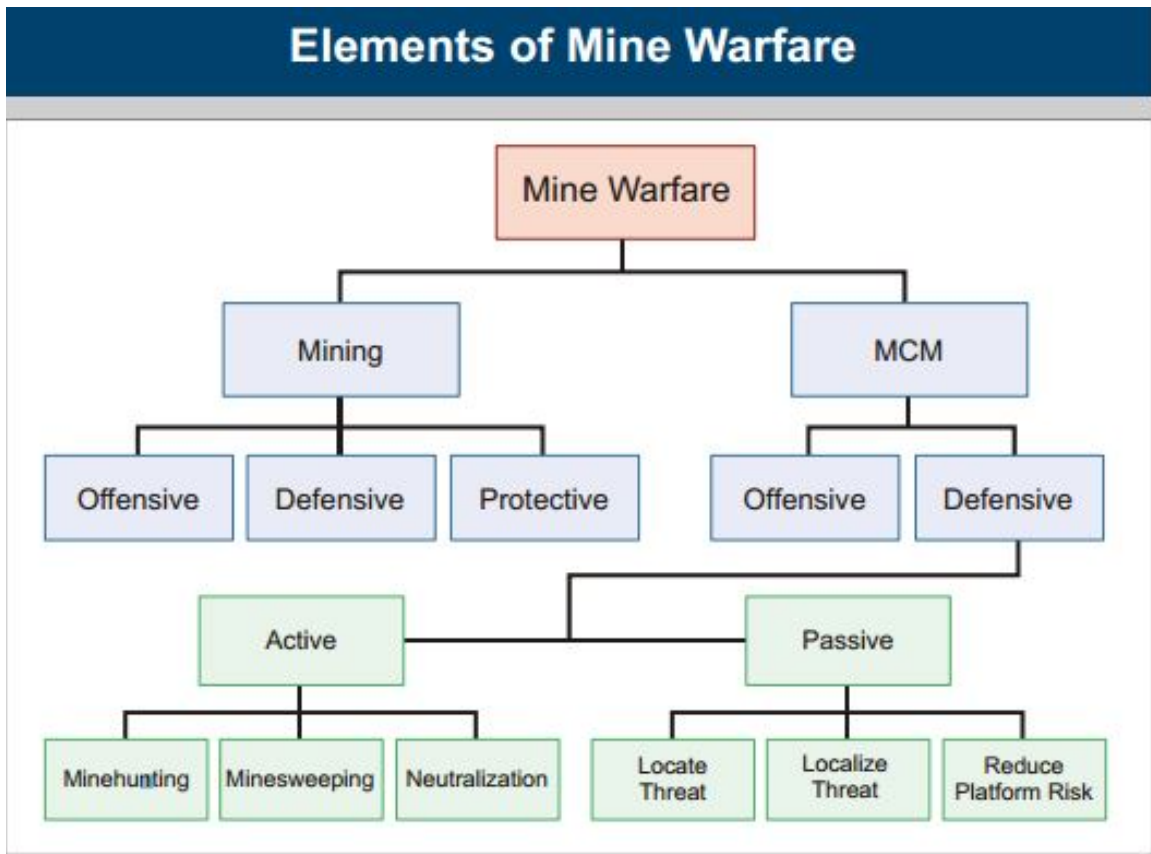 Elements of Mine Warfare
Mine Warfare
Mining
MCM
Offensive
Defensive
Protective
Offensive
Defensive
Active
Passive
Minehunting
Minesweeping
Neutralization
Locate
Threat
Localize
Threat
Reduce
Platform Risk